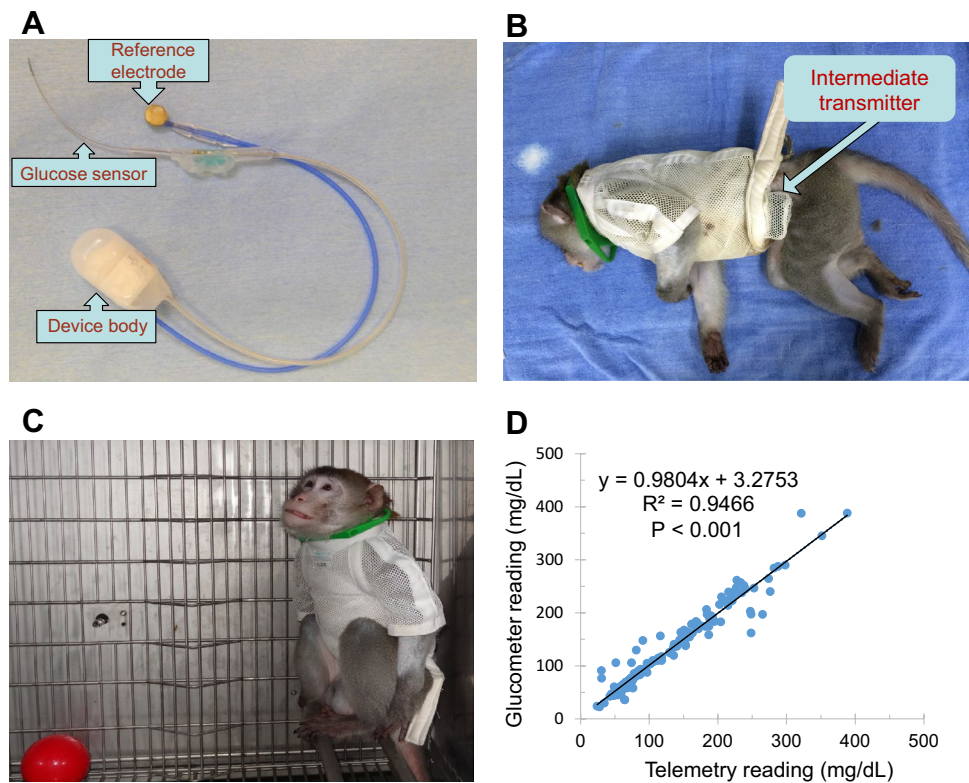 A
Reference
electrode
Glucose sensor
Device body
B
Intermediate
transmitter
C
D
y = 0.9804x + 3.2753
R² = 0.9466
P < 0.001
Glucometer reading (mg/dL)
500
400
300
200
100
0
0 100 200 300 400 500
Telemetry reading (mg/dL)